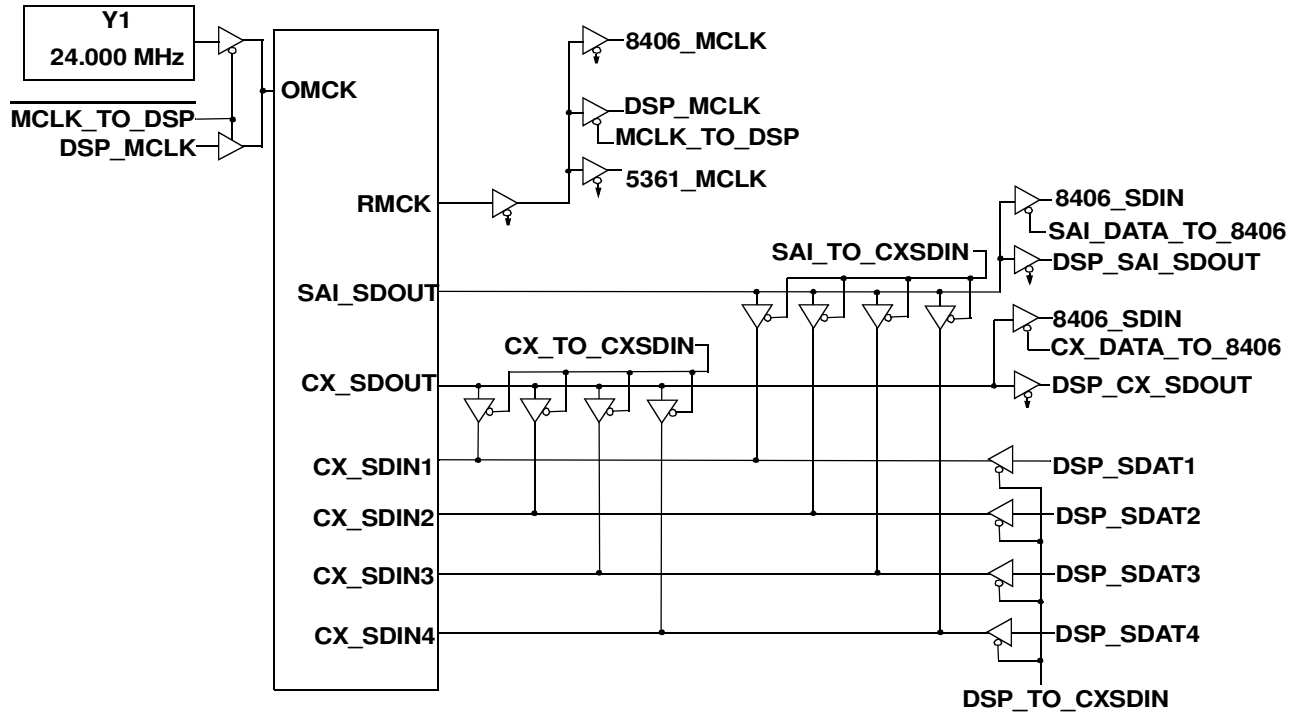 Y1
24.000 MHz
MCLK_TO_DSP
DSP_MCLK
OMCK
RMCK
SAI_SDOUT
CX_SDOUT
CX_SDIN1
CX_SDIN2
CX_SDIN3
CX_SDIN4
8406_MCLK
DSP_MCLK
MCLK_TO_DSP
5361_MCLK
SAI_TO_CXSDIN
CX_TO_CXSDIN
8406_SDIN
SAI_DATA_TO_8406
DSP_SAI_SDOUT
8406_SDIN
CX_DATA_TO_8406
DSP_CX_SDOUT
DSP_SDAT1
DSP_SDAT2
DSP_SDAT3
DSP_SDAT4
DSP_TO_CXSDIN